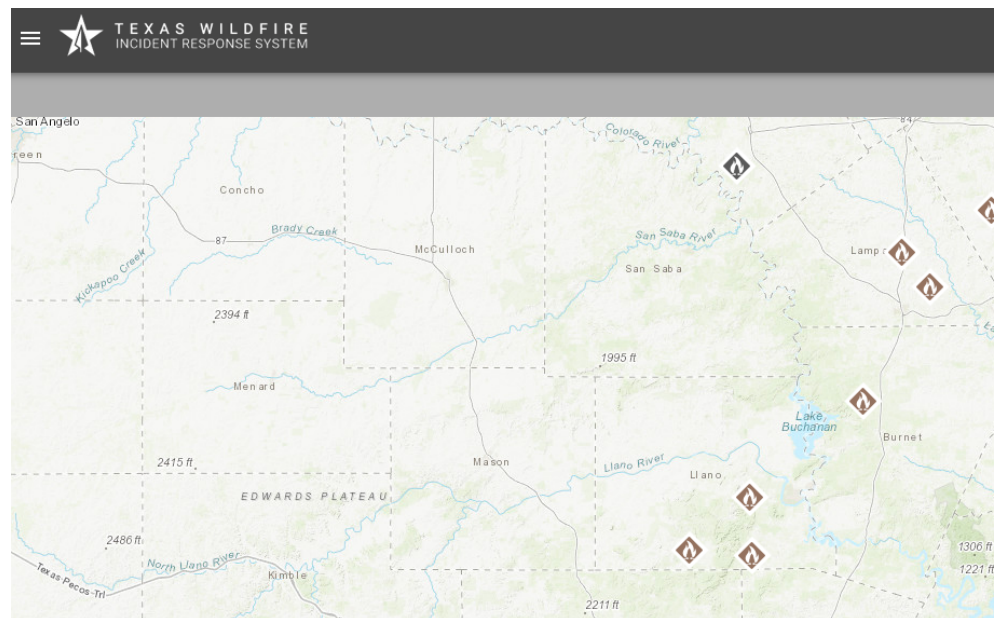 TEXAS WILDFIRE
INCIDENT RESPONSE SYSTEM
San Angelo
84
reen
Colorado River
Concho
87
Brady Creek
McCulloch
San Saba River
Lamp
Kickapoo Creek
San Saba
2394 ft
1995 ft
Menard
Lake
Buchanan
Burnet
2415 ft
Mason
Llano River
Llano
EDWARDS PLATEAU
2486 ft
North Llano River
1306 ft
Texas Pecos-Trl
Kimble
1221 ft
2211 ft